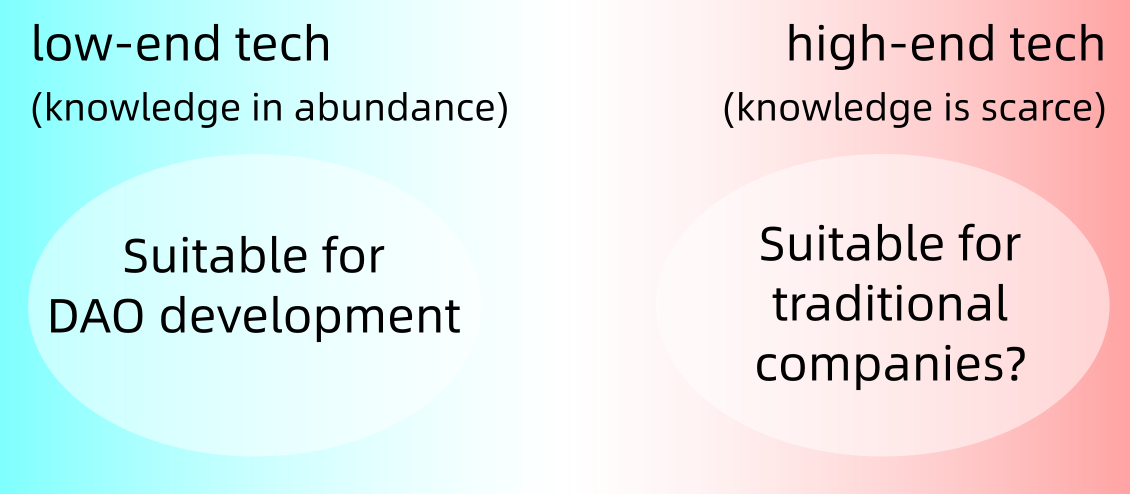 low-end tech
(knowledge in abundance)
high-end tech
(knowledge is scarce)
Suitable for
DAO development
Suitable for
traditional
companies?